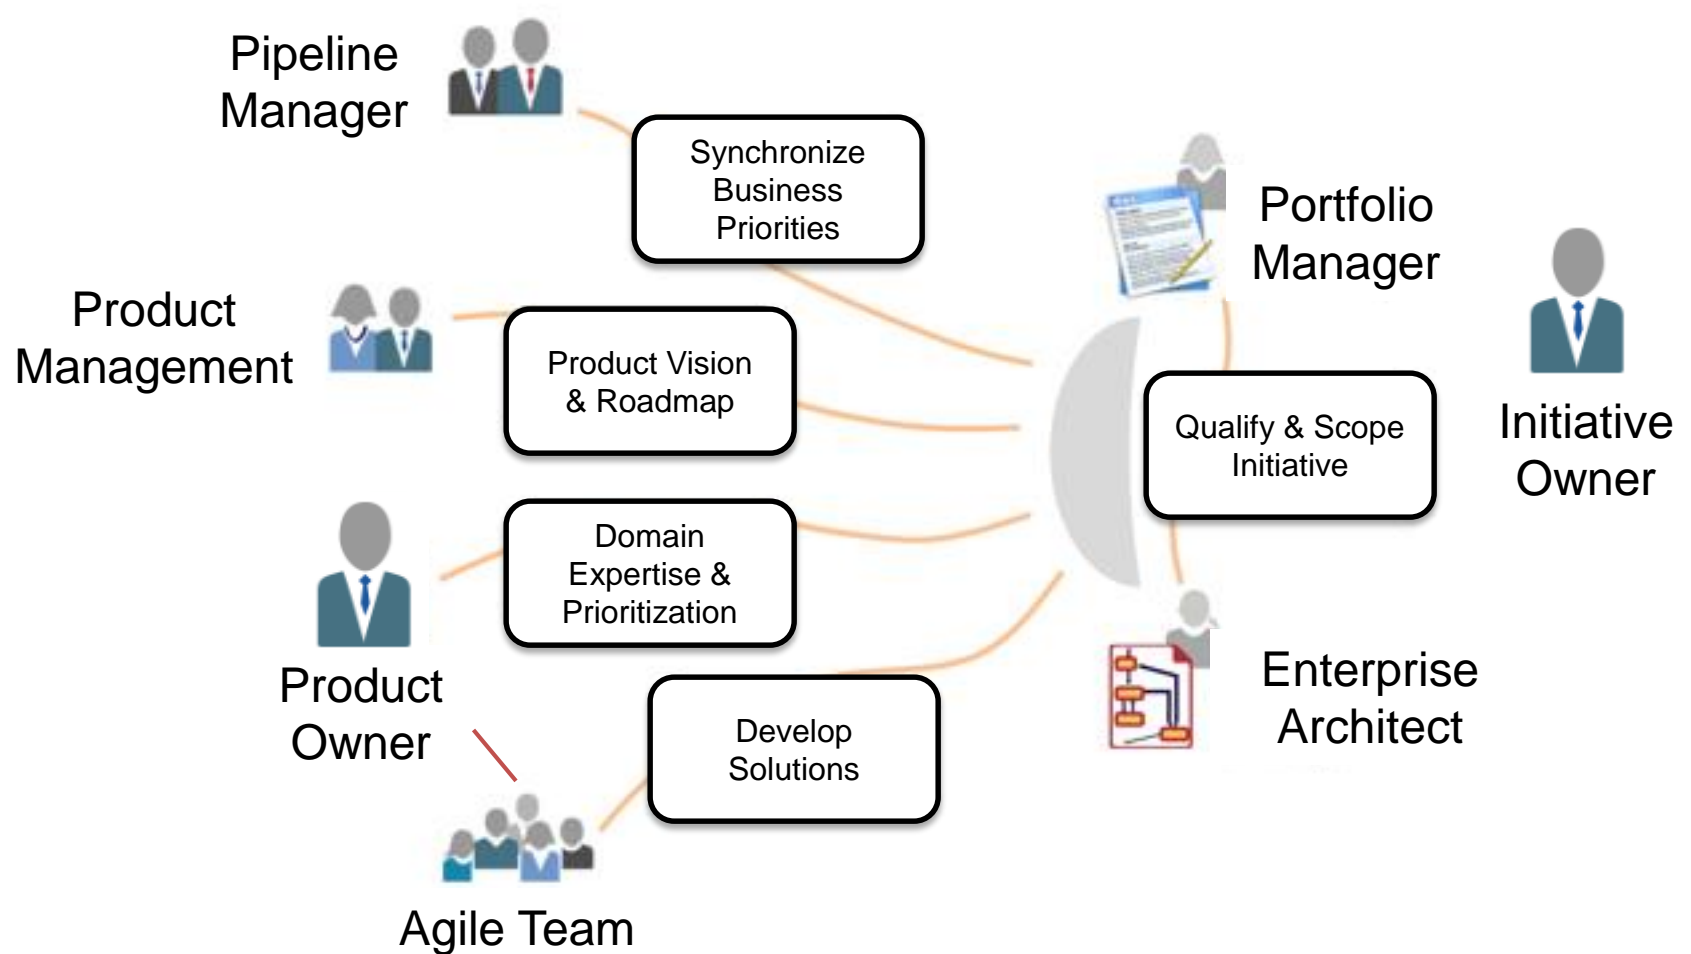 Pipeline
Manager
Synchronize
Business
Priorities
Portfolio
Manager
Product
Management
Product Vision
& Roadmap
Qualify & Scope
Initiative
Initiative
Owner
Domain
Expertise &
Prioritization
Product
Owner
Develop
Solutions
Enterprise
Architect
Agile Team